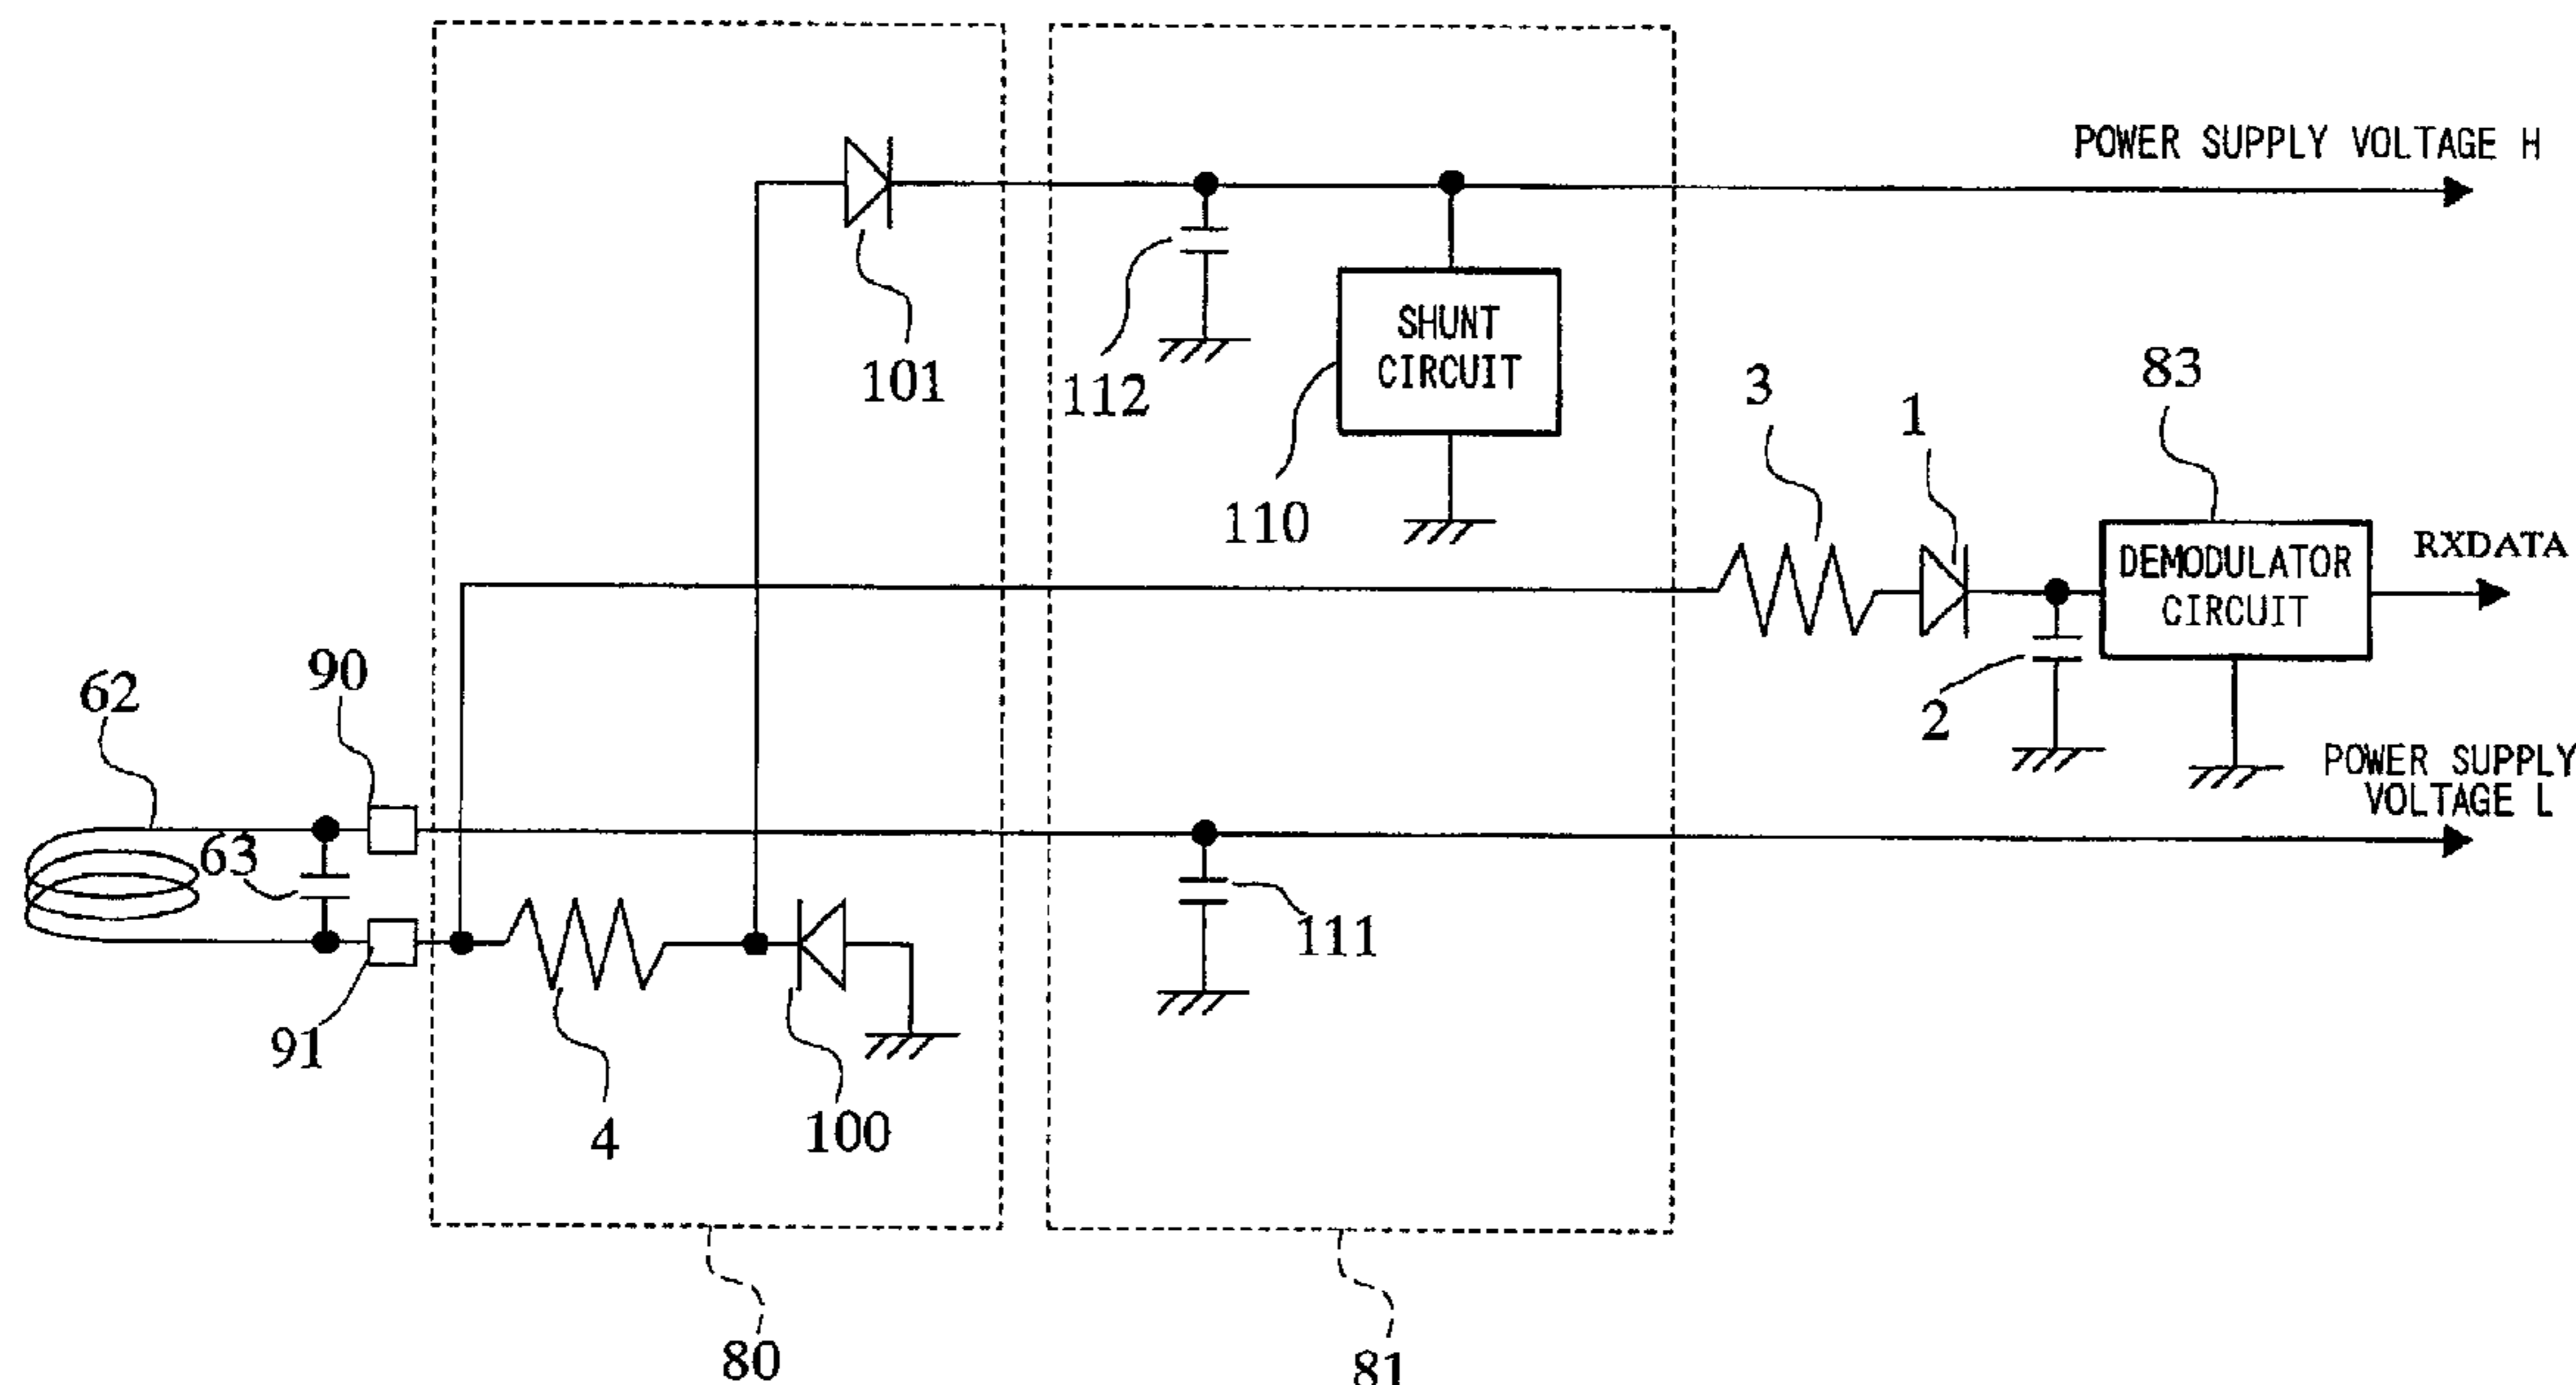 POWER SUPPLY VOLTAGE H
101
112
SHUNT
CIRCUIT
110
3
1
83
DEMODULATOR
CIRCUIT
RXDATA
2
POWER SUPPLY
VOLTAGE L
62
90
63
91
4
100
111
80
81